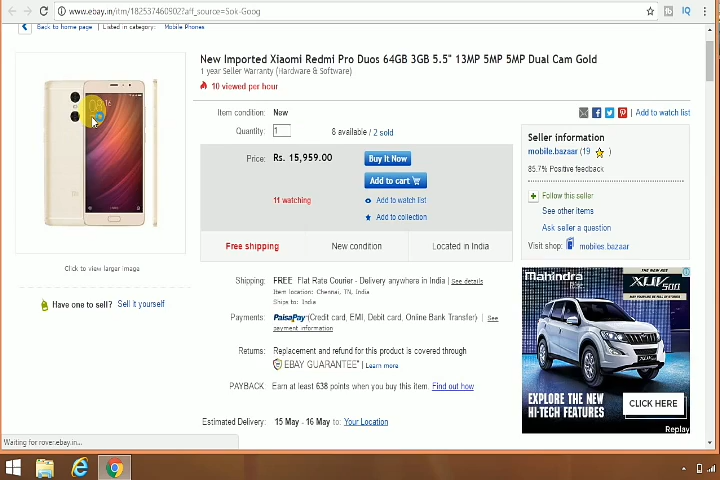 www.ebay.in/itm/182537460902?aff_source=Sok-Goog
Back to home page | Listed in category: Mobile Phones
New Imported Xiaomi Redmi Pro Duos 64GB 3GB 5.5" 13MP 5MP 5MP Dual Cam Gold
1 year Seller Warranty (Hardware & Software)
10 viewed per hour
Item condition: New
Add to watch list
Quantity: 1 8 available / 2 sold
Price: Rs. 15,959.00 Buy It Now
Add to cart
11 watching Add to watch list
Add to collection
Free shipping New condition Located in India
Click to view larger image
Have one to sell? Sell it yourself
Shipping: FREE Flat Rate Courier - Delivery anywhere in India | See details
Item location: Chennai, TN, India
Ships to: India
Payments: PaisaPay (Credit card, EMI, Debit card, Online Bank Transfer) | See
payment information
Returns: Replacement and refund for this product is covered through
EBAY GUARANTEE* | Learn more
PAYBACK Earn at least 638 points when you buy this item. Find out how
Estimated Delivery: 15 May - 16 May to: Your Location
Seller information
mobile.bazaar (19 )
85.7% Positive feedback
Follow this seller
See other items
Ask seller a question
Visit shop: mobiles.bazaar
Mahindra
Rise
THE NEW AGE
XUV500
EXPLORE THE NEW
HI-TECH FEATURES
CLICK HERE
Replay
Waiting for rover.ebay.in...